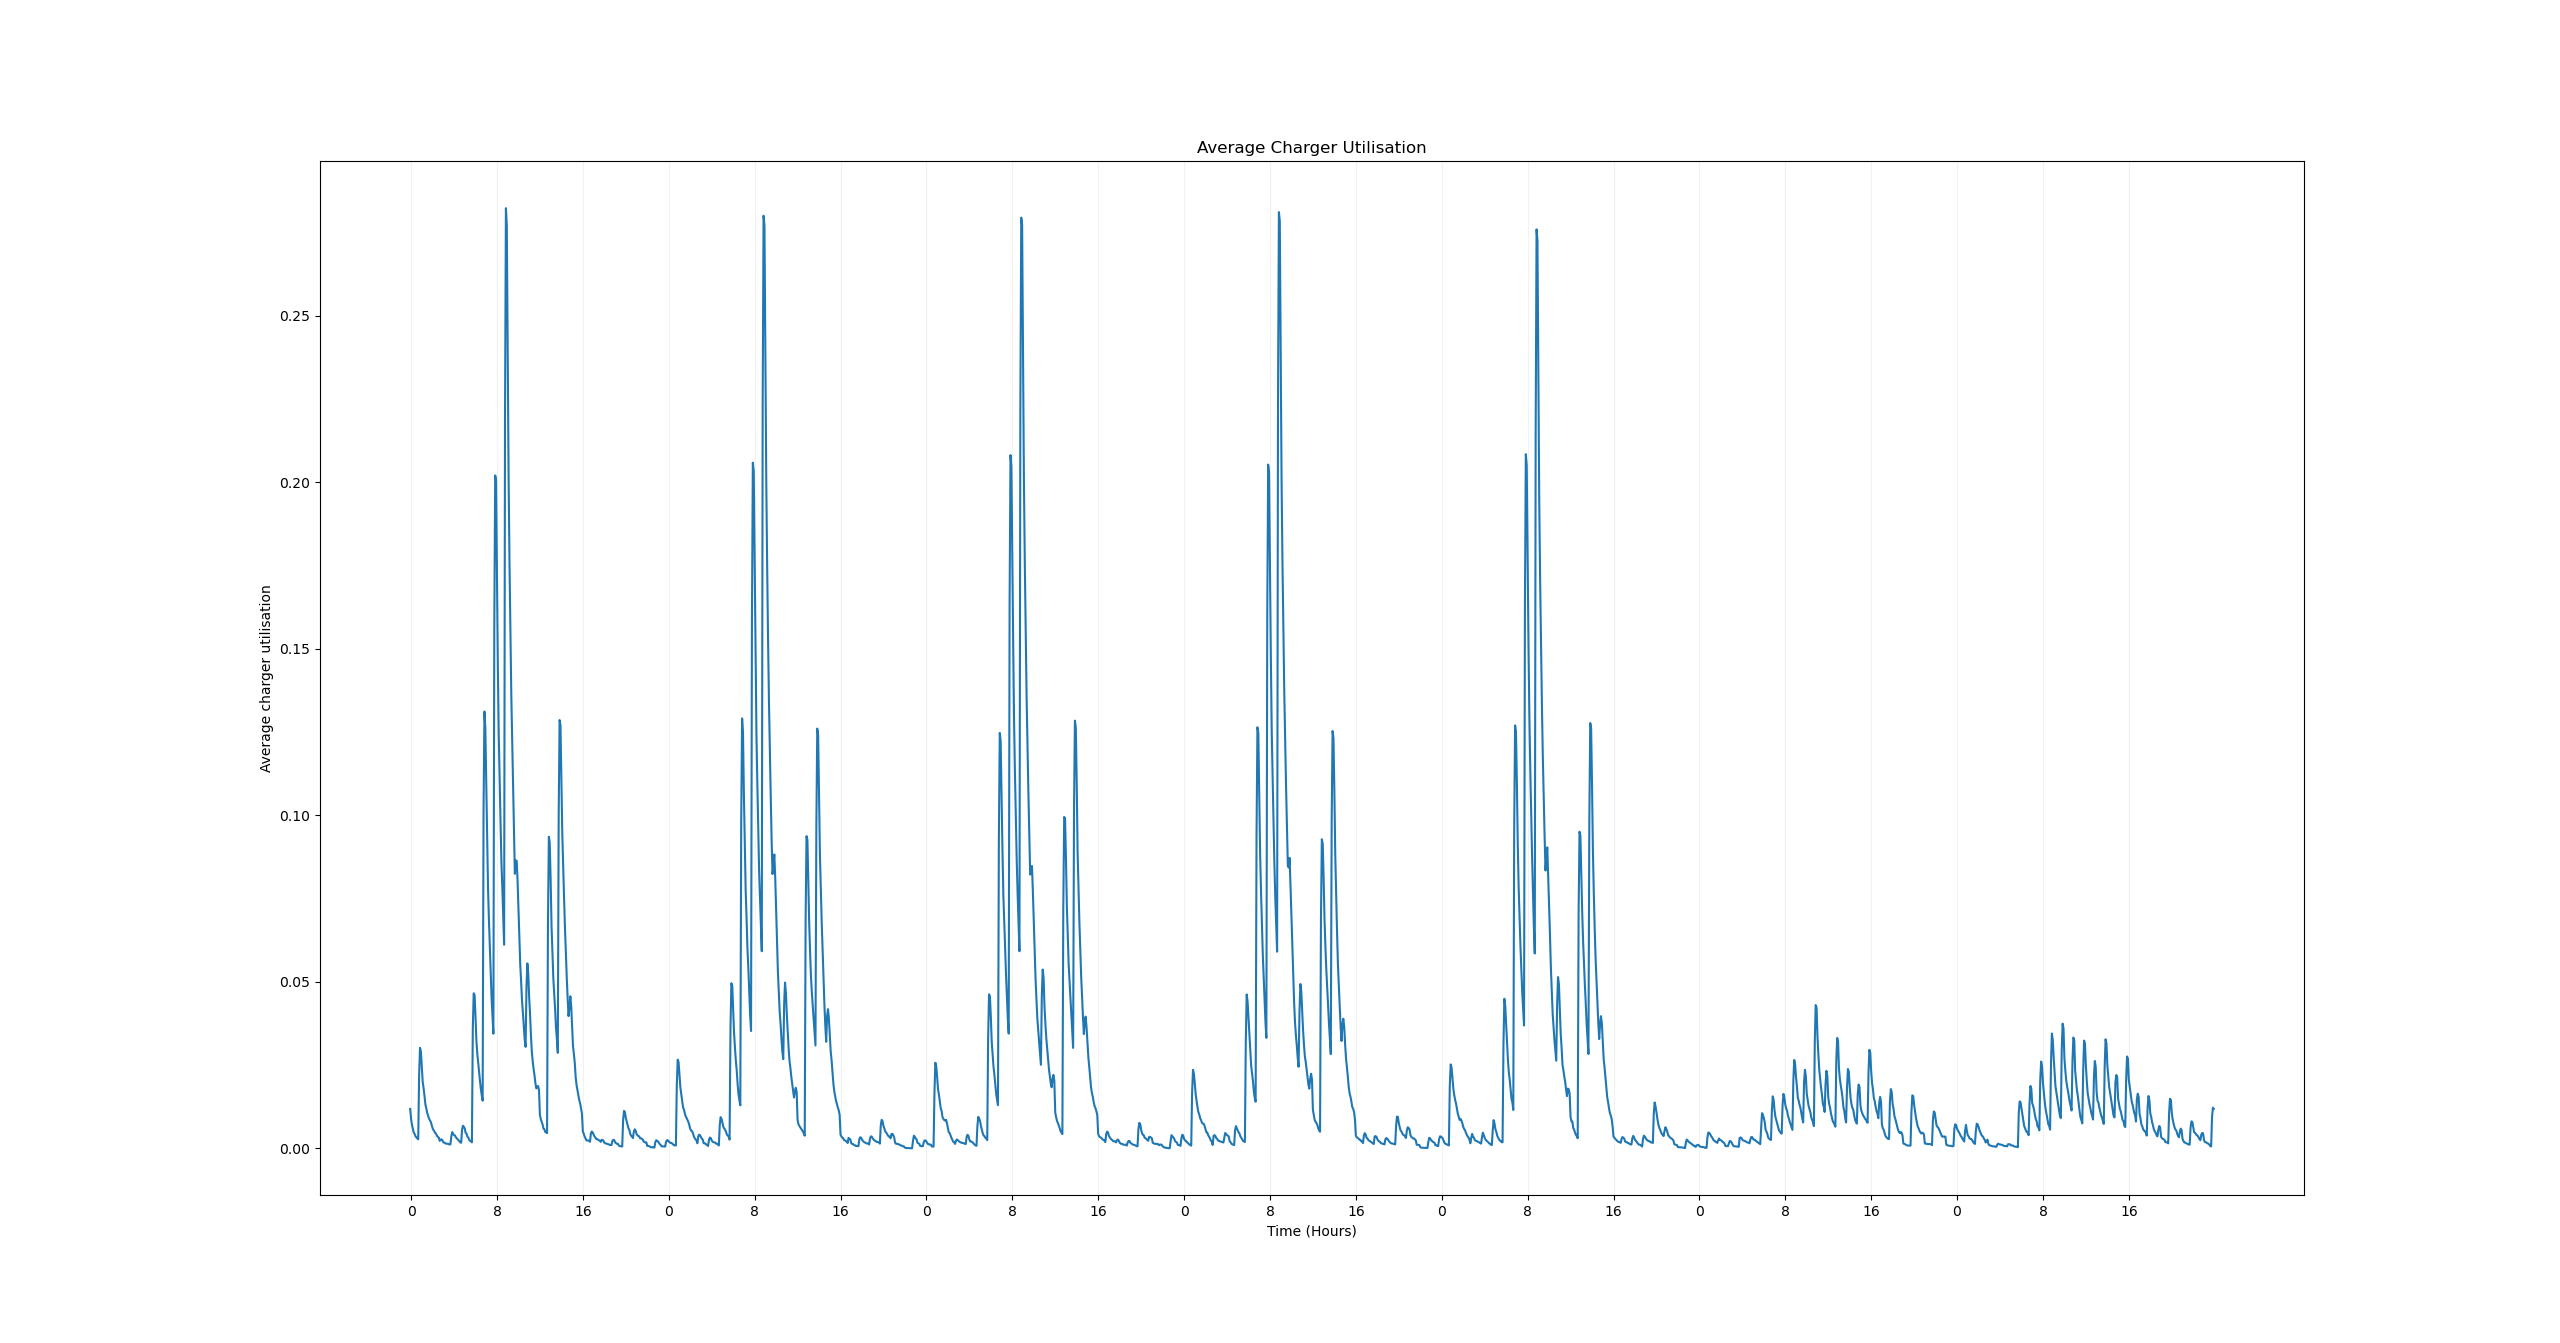 Average Charger Utilisation
Average charger utilisation
0.25
0.20
0.15
0.10
0.05
0.00
0 8 16 0 8 16 0 8 16 0 8 16 0 8 16 0 8 16 0 8 16
Time (Hours)